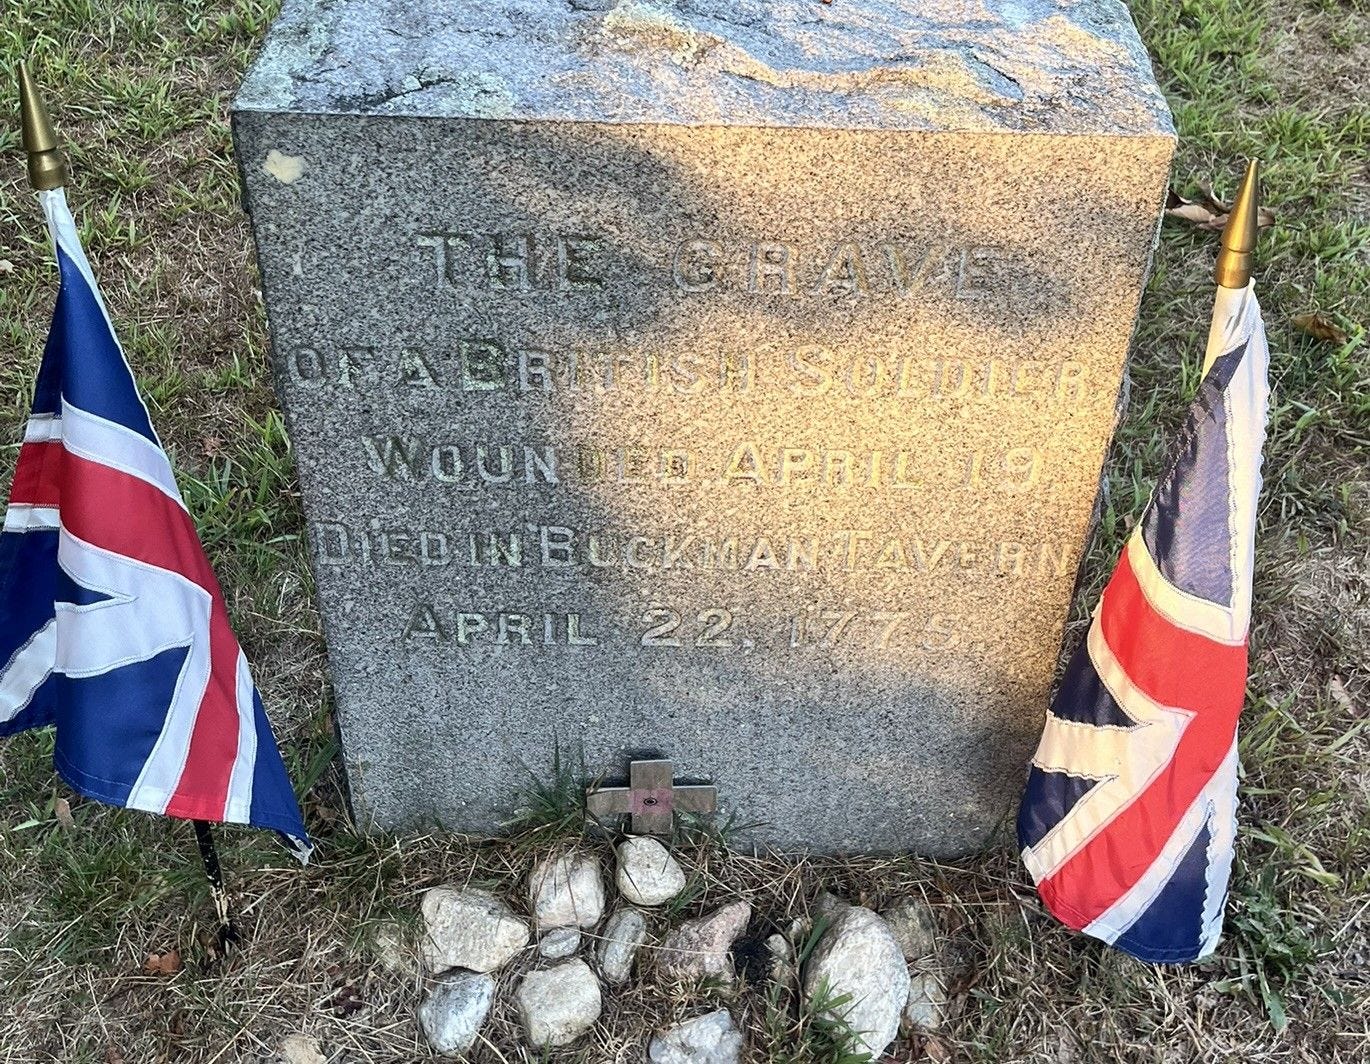 THE GRAVE
OF A BRITISH SOLDIER
WOUNDED APRIL 19
DIED IN BUCKMAN TAVERN
APRIL 22, 1775.